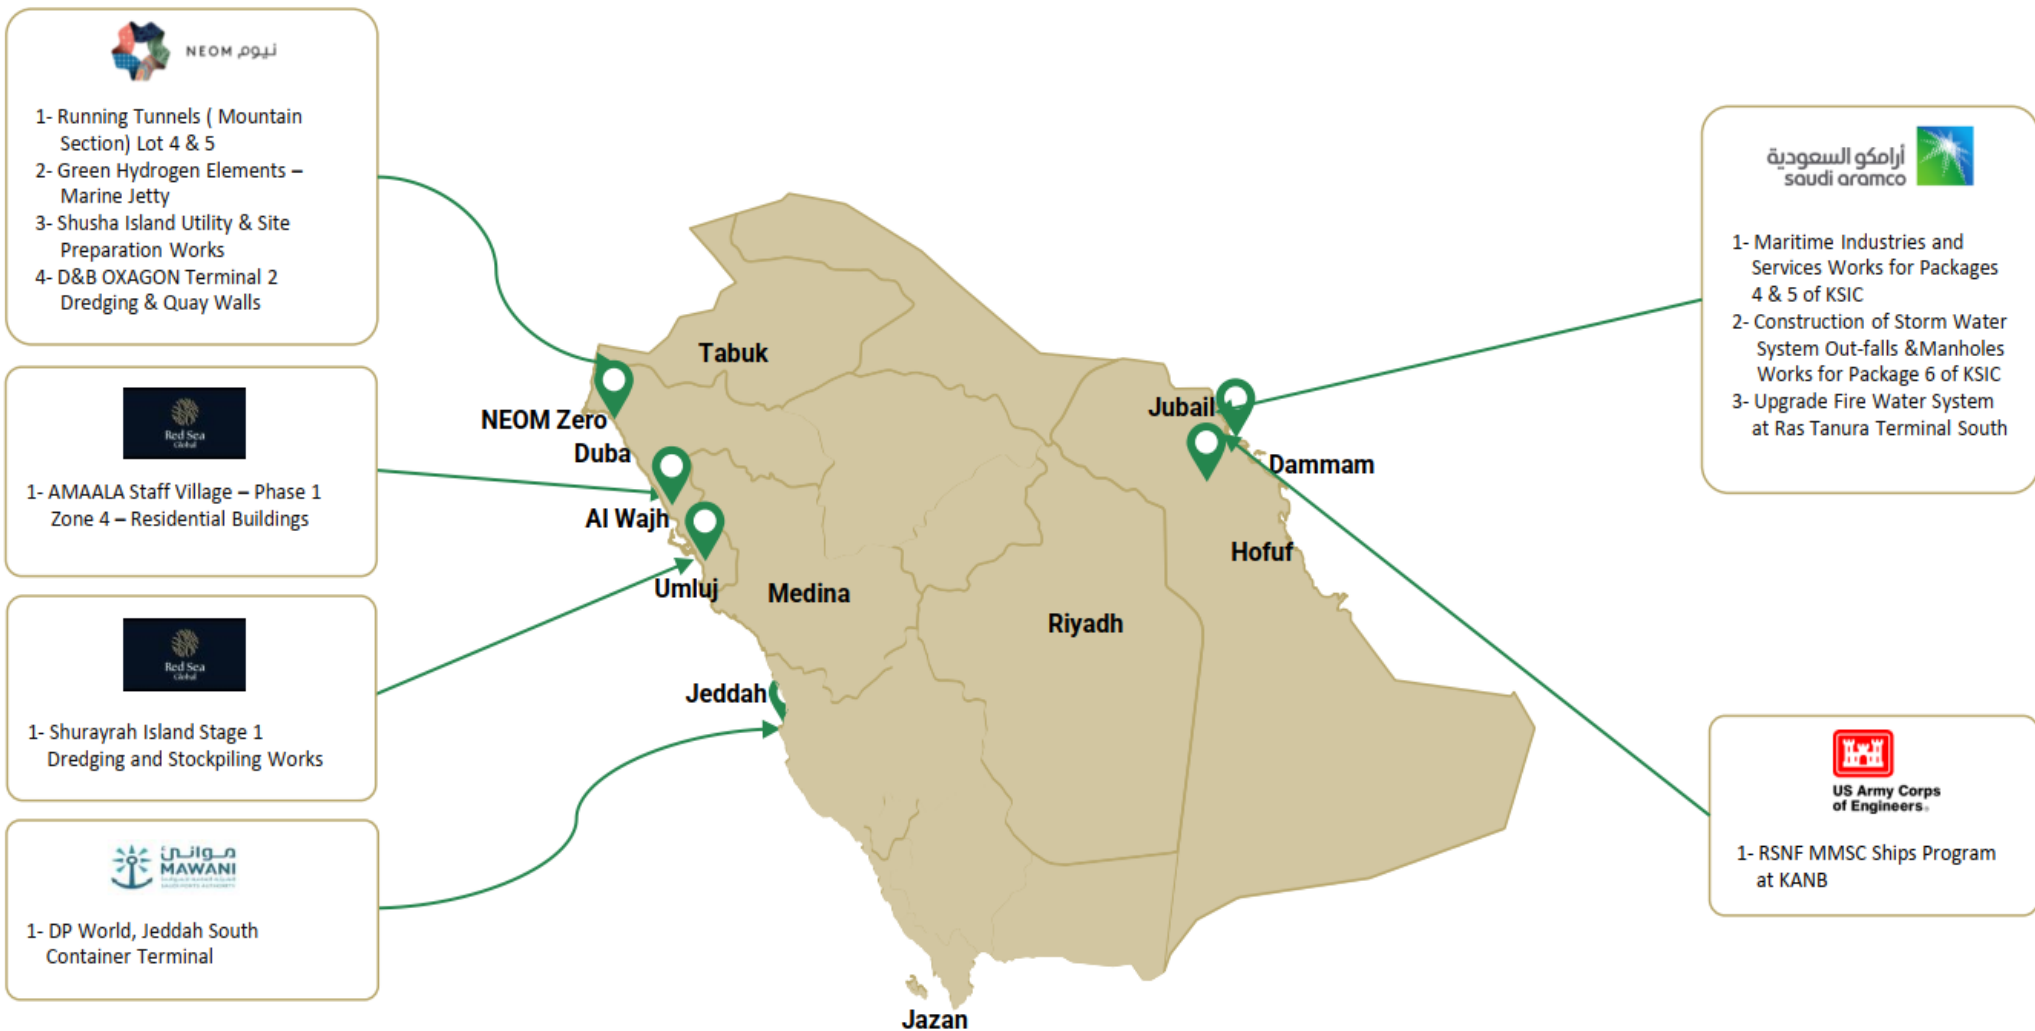 NEOM نيوم
1- Running Tunnels ( Mountain
Section) Lot 4 & 5
2- Green Hydrogen Elements –
Marine Jetty
3- Shusha Island Utility & Site
Preparation Works
4- D&B OXAGON Terminal 2
Dredging & Quay Walls
Red Sea
Global
1- AMAALA Staff Village – Phase 1
Zone 4 – Residential Buildings
Red Sea
Global
1- Shurayrah Island Stage 1
Dredging and Stockpiling Works
موانئ
MAWANI
SAUDI PORTS AUTHORITY
1- DP World, Jeddah South
Container Terminal
Tabuk
NEOM Zero
Duba
Al Wajh
Umluj
Medina
Jeddah
Riyadh
Jubail
Dammam
Hofuf
Jazan
أرامكو السعودية
saudi aramco
1- Maritime Industries and
Services Works for Packages
4 & 5 of KSIC
2- Construction of Storm Water
System Out-falls &Manholes
Works for Package 6 of KSIC
3- Upgrade Fire Water System
at Ras Tanura Terminal South
US Army Corps
of Engineers®
1- RSNF MMSC Ships Program
at KANB